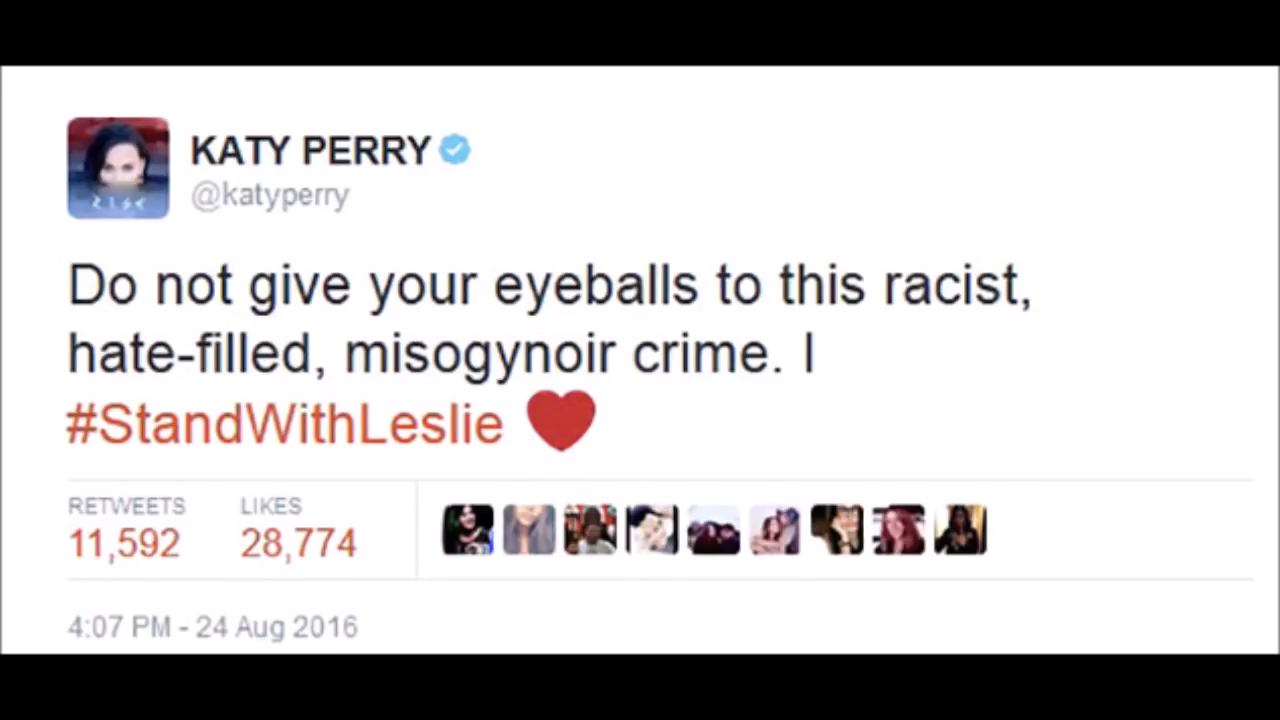 KATY PERRY
@katyperry
Do not give your eyeballs to this racist,
hate-filled, misogynoir crime. I
#StandWithLeslie ❤
RETWEETS LIKES
11,592 28,774
4:07 PM - 24 Aug 2016